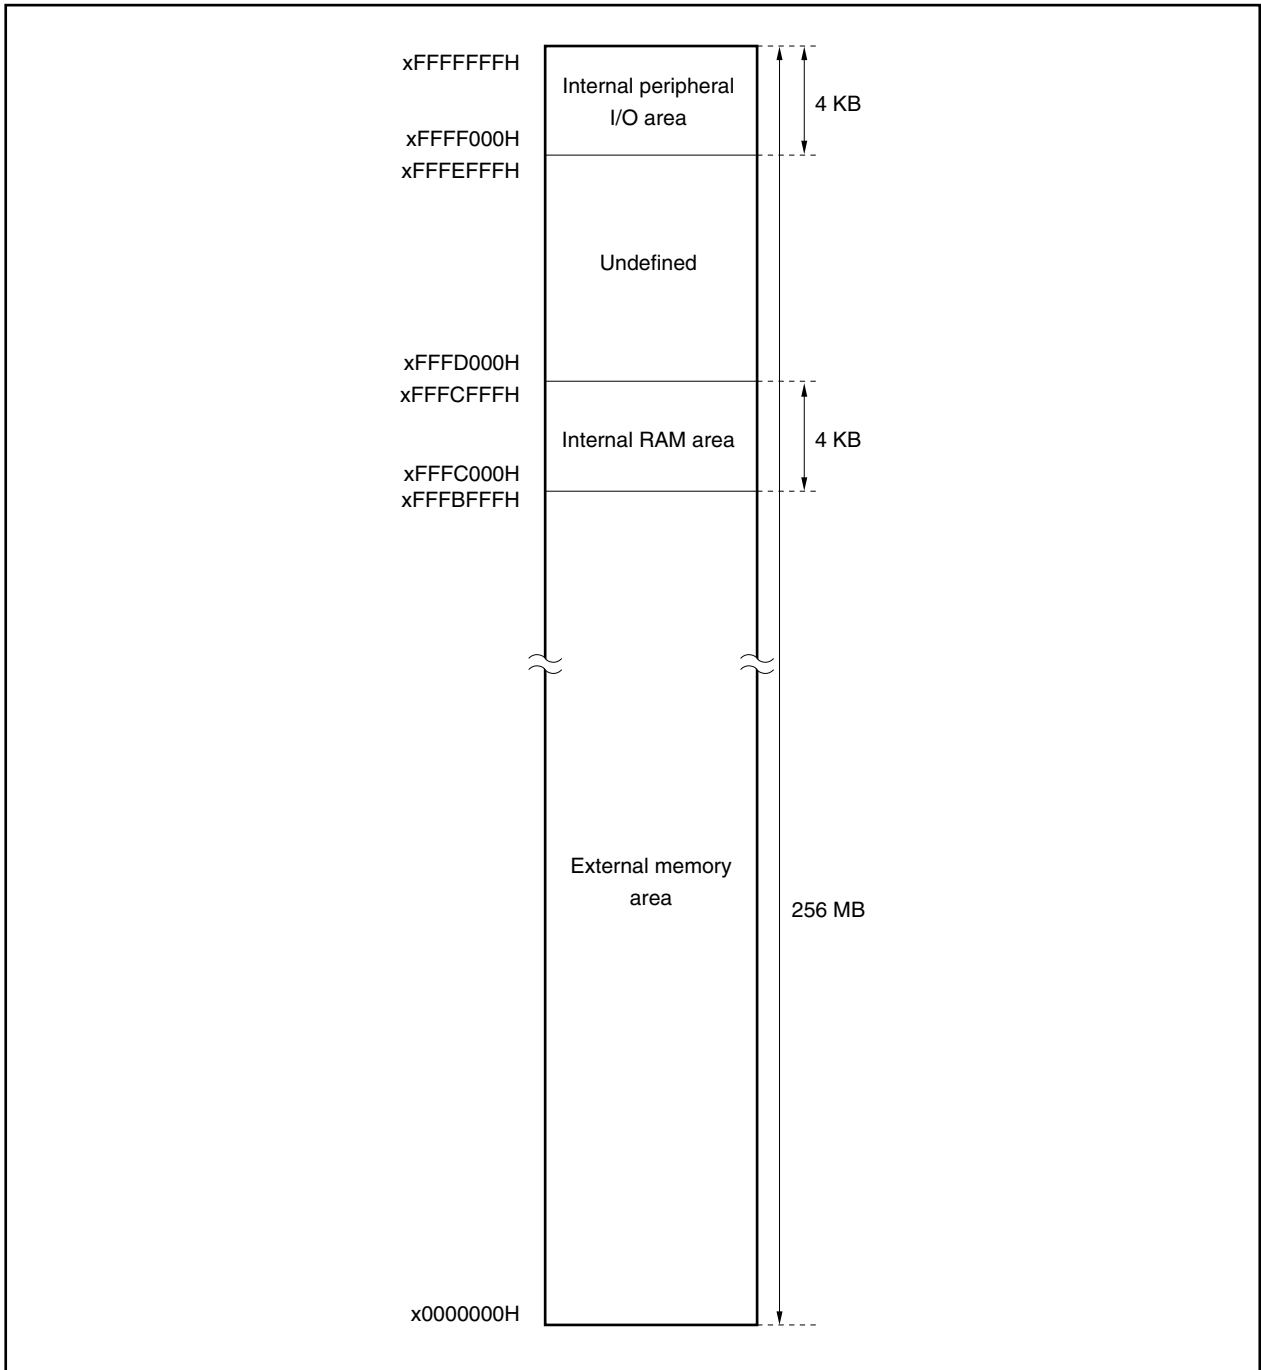 xFFFFFFFH
Internal peripheral
I/O area
4 KB
xFFFF000H
xFFFEFFFH
Undefined
xFFFD000H
xFFFCFFFH
Internal RAM area
4 KB
xFFFC000H
xFFFBFFFH
External memory
area
256 MB
x0000000H